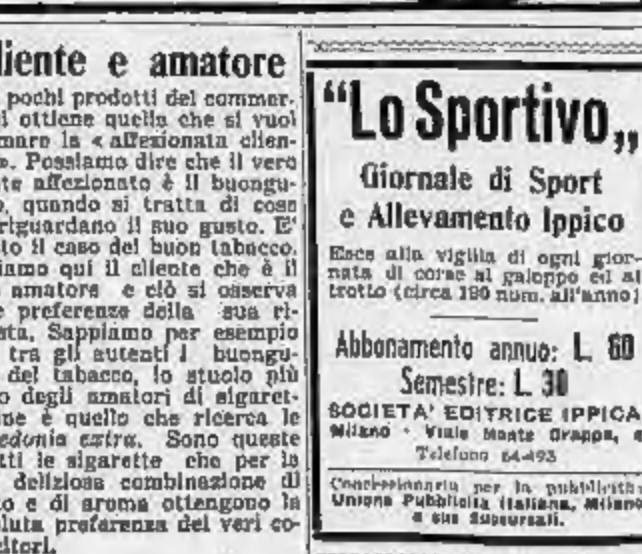 liente e amatore
pochi prodotti del commer-
i ottiene quella che si vuol
mare la « affezionata clien-
». Possiamo dire che il vero
te affezionato è il buongu-
o, quando si tratta di cose
riguardano il suo gusto. E'
to il caso del buon tabacco.
iamo qui il cliente che è il
amatore e ciò si osserva
e preferenze della sua ri-
ata. Sappiamo per esempio
tra gli autenti i buongu-
del tabacco, lo stuolo più
o degli amatori di sigaret-
ne è quello che ricerca le
edonia extra. Sono queste
tti le sigarette che per la
deliziosa combinazione di
to e di aroma ottengono la
luta preferenza dei veri co-
itori.
“Lo Sportivo„
Giornale di Sport
e Allevamento Ippico
Esce alla vigilia di ogni gior-
nata di corse al galoppo ed al
trotto (circa 180 num. all'anno)
Abbonamento annuo: L. 60
Semestre: L. 30
SOCIETA' EDITRICE IPPICA
Milano - Viale Monte Grappa,
Telefono 64-493
Concessionaria per la pubblicità:
Unione Pubblicità Italiana, Milano
e sue Succursali.